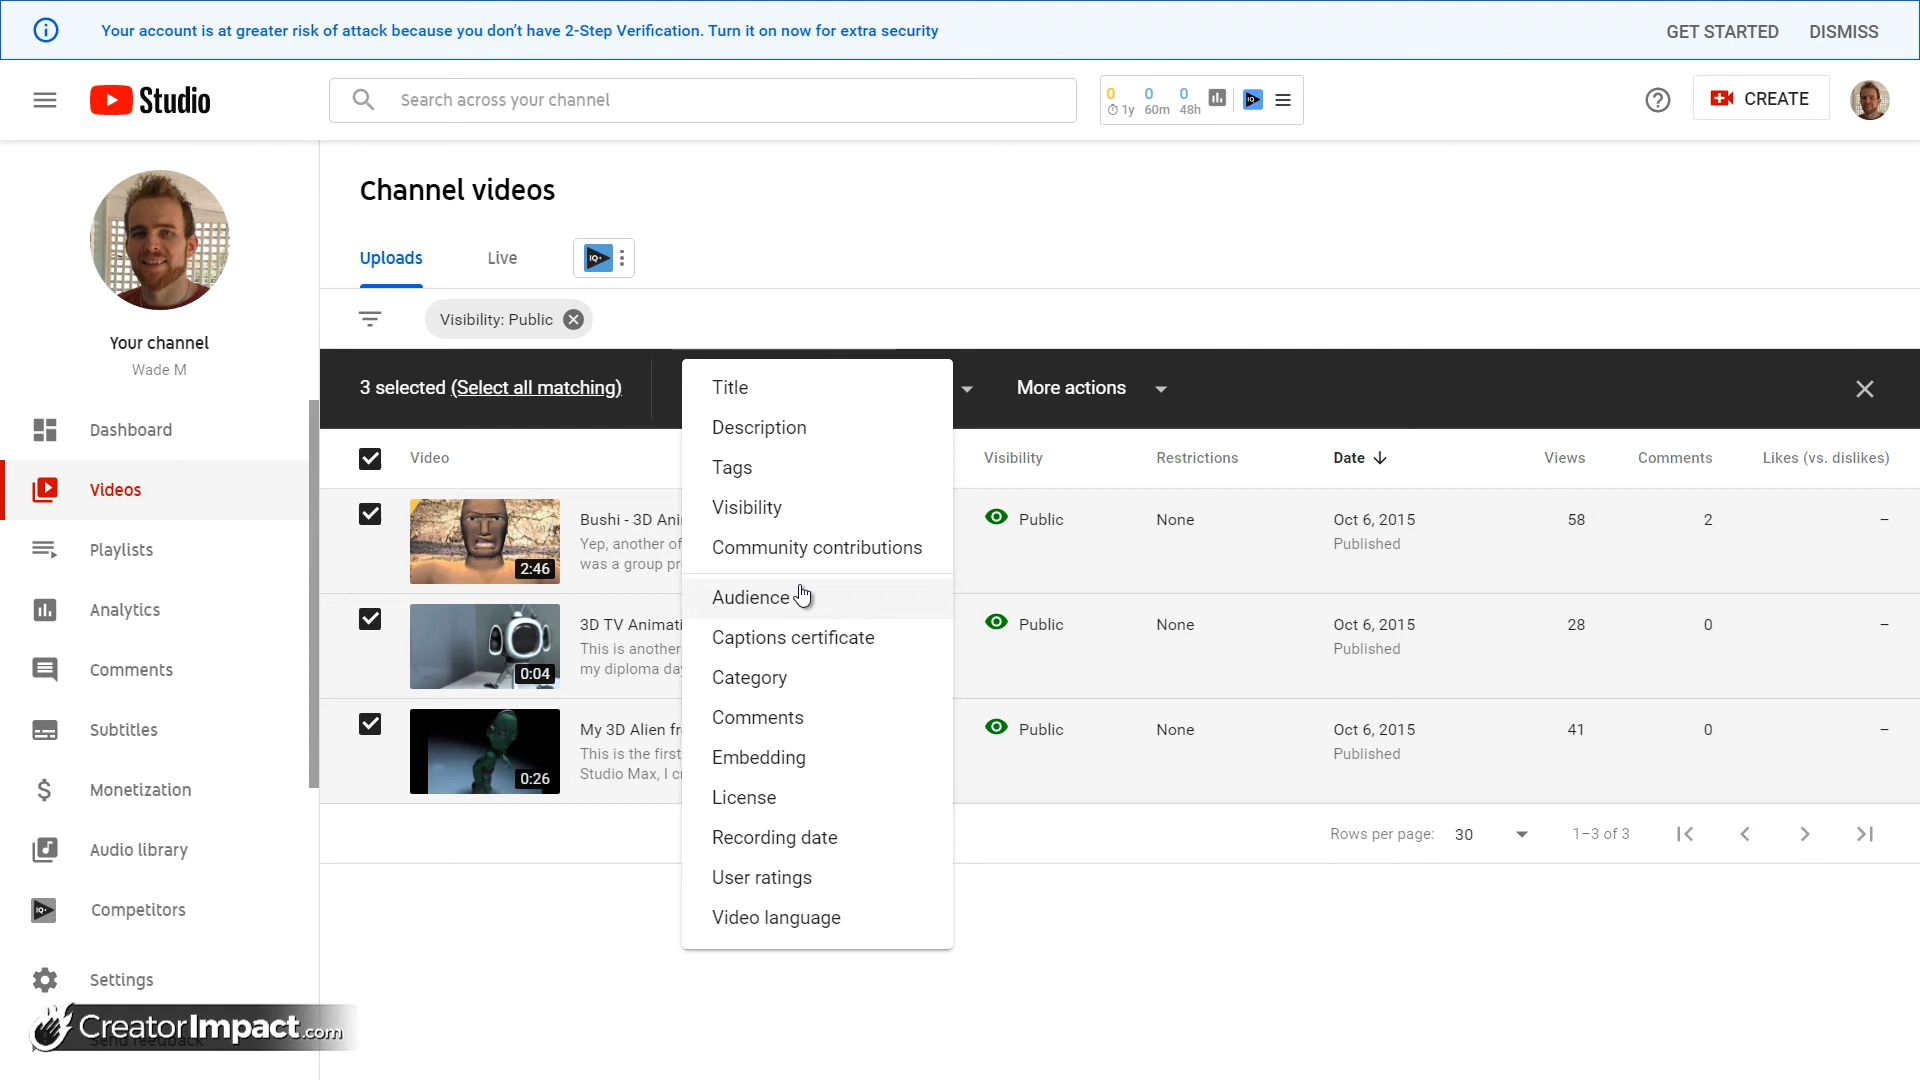 Your account is at greater risk of attack because you don't have 2-Step Verification. Turn it on now for extra security
GET STARTED
DISMISS
Studio
Search across your channel
0 0 0
1y 60m 48h
IQ
CREATE
Your channel
Wade M
Dashboard
Videos
Playlists
Analytics
Comments
Subtitles
Monetization
Audio library
Competitors
Settings
Send feedback
CreatorImpact.com
Channel videos
Uploads
Live
IQ+
Visibility: Public
3 selected (Select all matching)
More actions
Title
Description
Tags
Visibility
Community contributions
Audience
Captions certificate
Category
Comments
Embedding
License
Recording date
User ratings
Video language
Video
Visibility
Restrictions
Date
Views
Comments
Likes (vs. dislikes)
2:46
Bushi - 3D Ani
Yep, another of
was a group pr
Public
None
Oct 6, 2015
Published
58
2
–
0:04
3D TV Animati
This is another
my diploma da
Public
None
Oct 6, 2015
Published
28
0
–
0:26
My 3D Alien fr
This is the first
Studio Max, I c
Public
None
Oct 6, 2015
Published
41
0
–
Rows per page: 30
1–3 of 3